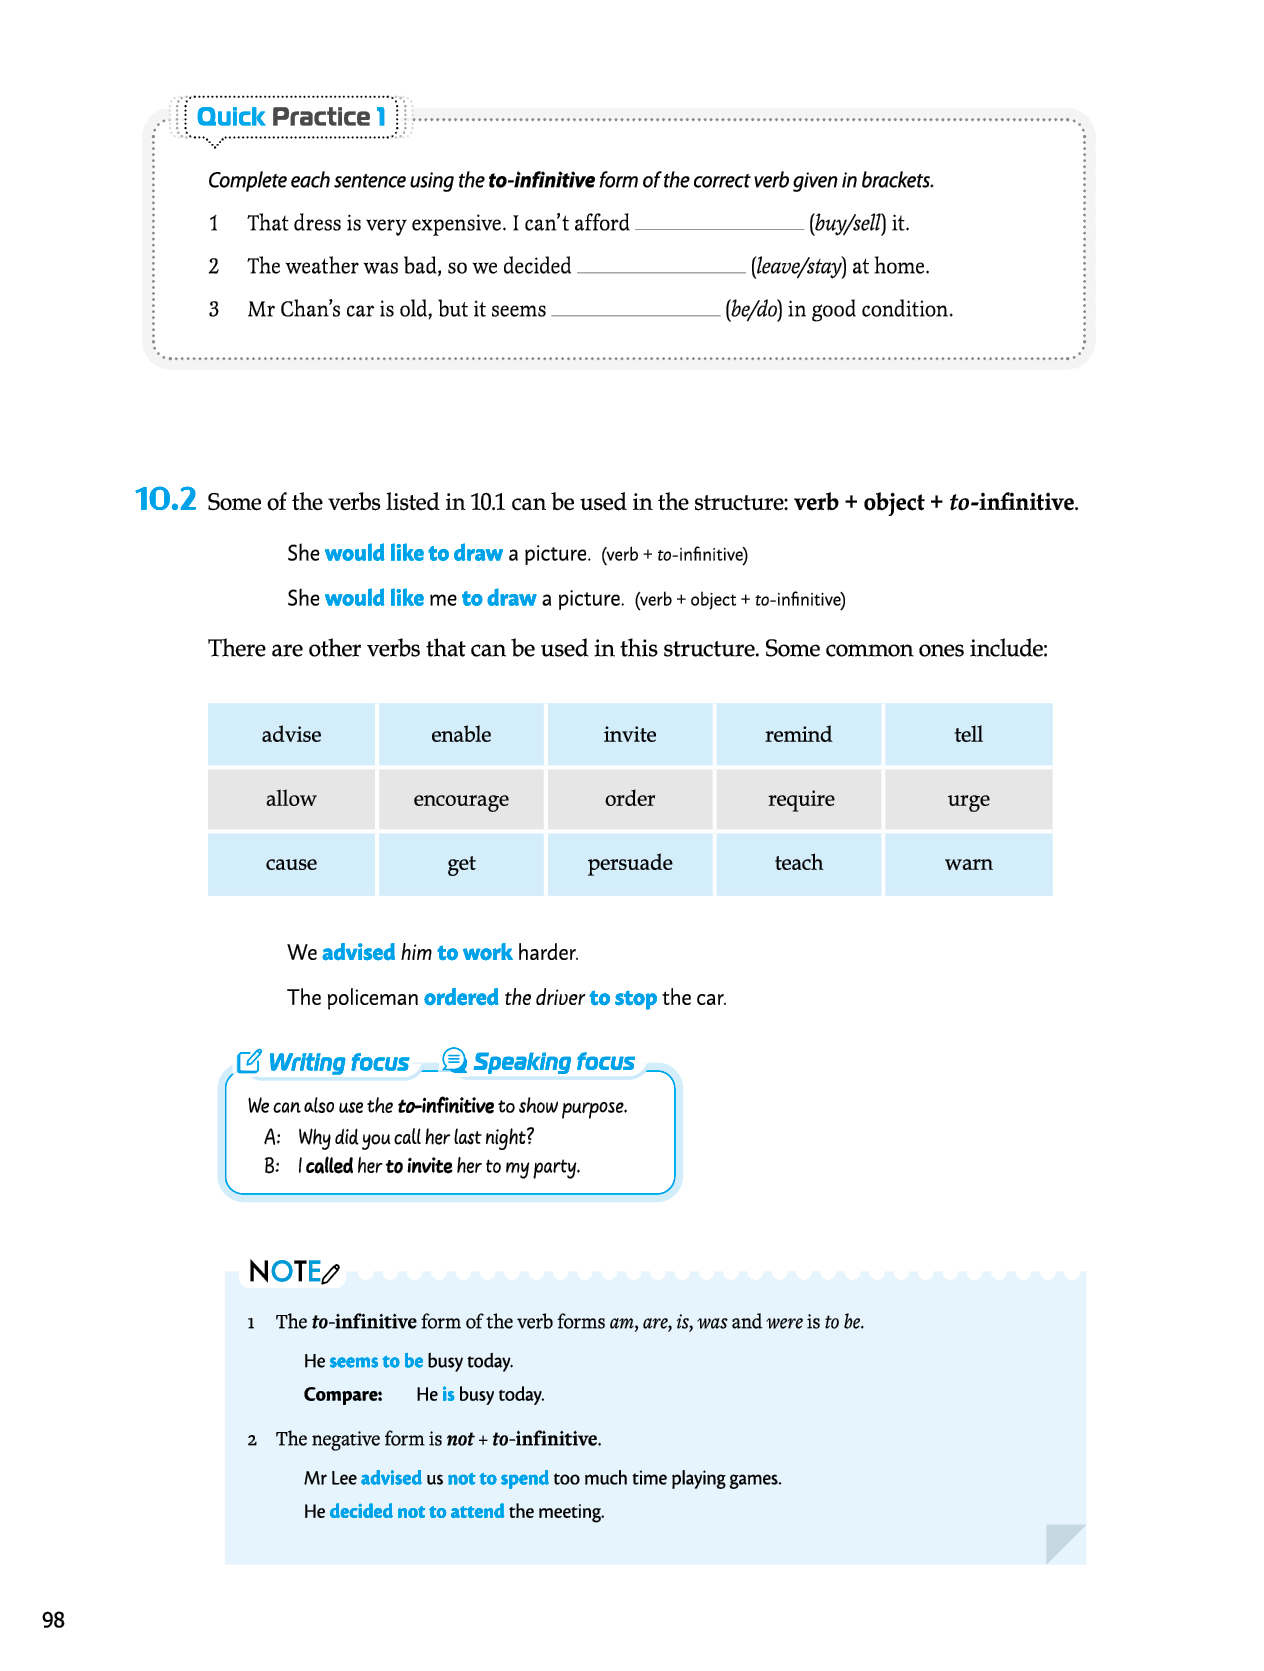 Quick Practice 1
Complete each sentence using the to-infinitive form of the correct verb given in brackets.
1 That dress is very expensive. I can't afford ________________ (buy/sell) it.
2 The weather was bad, so we decided ________________ (leave/stay) at home.
3 Mr Chan's car is old, but it seems ________________ (be/do) in good condition.
10.2 Some of the verbs listed in 10.1 can be used in the structure: verb + object + to-infinitive.
She would like to draw a picture. (verb + to-infinitive)
She would like me to draw a picture. (verb + object + to-infinitive)
There are other verbs that can be used in this structure. Some common ones include:
advise enable invite remind tell
allow encourage order require urge
cause get persuade teach warn
We advised him to work harder.
The policeman ordered the driver to stop the car.
Writing focus Speaking focus
We can also use the to-infinitive to show purpose.
A: Why did you call her last night?
B: I called her to invite her to my party.
NOTE
1 The to-infinitive form of the verb forms am, are, is, was and were is to be.
He seems to be busy today.
Compare: He is busy today.
2 The negative form is not + to-infinitive.
Mr Lee advised us not to spend too much time playing games.
He decided not to attend the meeting.
98